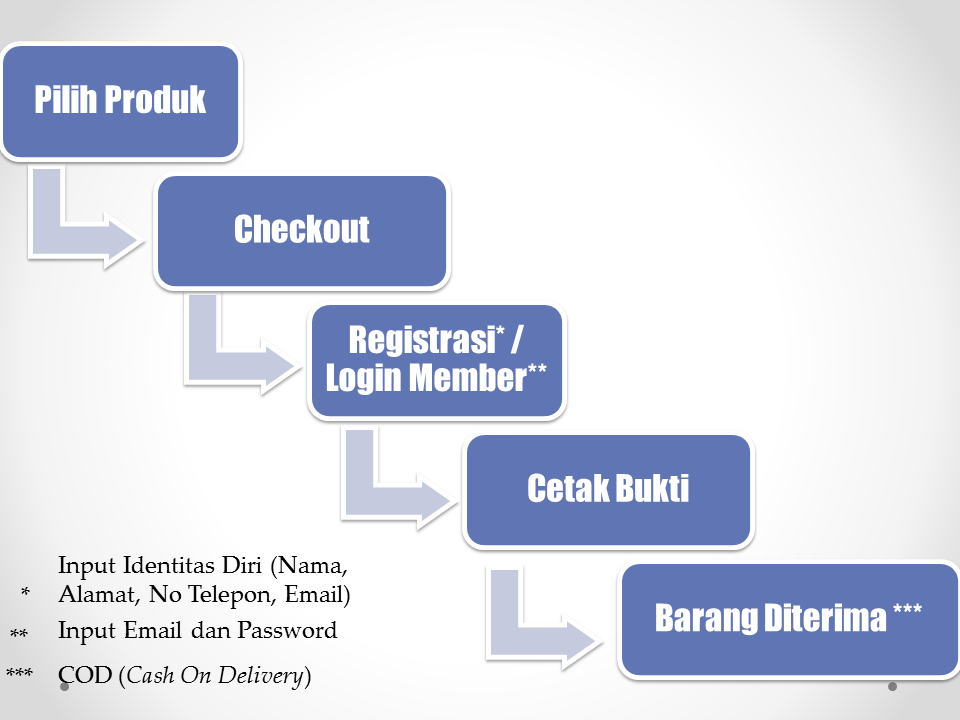 Pilih Produk
Checkout
Registrasi* /
Login Member**
Cetak Bukti
Barang Diterima ***
Input Identitas Diri (Nama,
* Alamat, No Telepon, Email)
** Input Email dan Password
*** COD (Cash On Delivery)